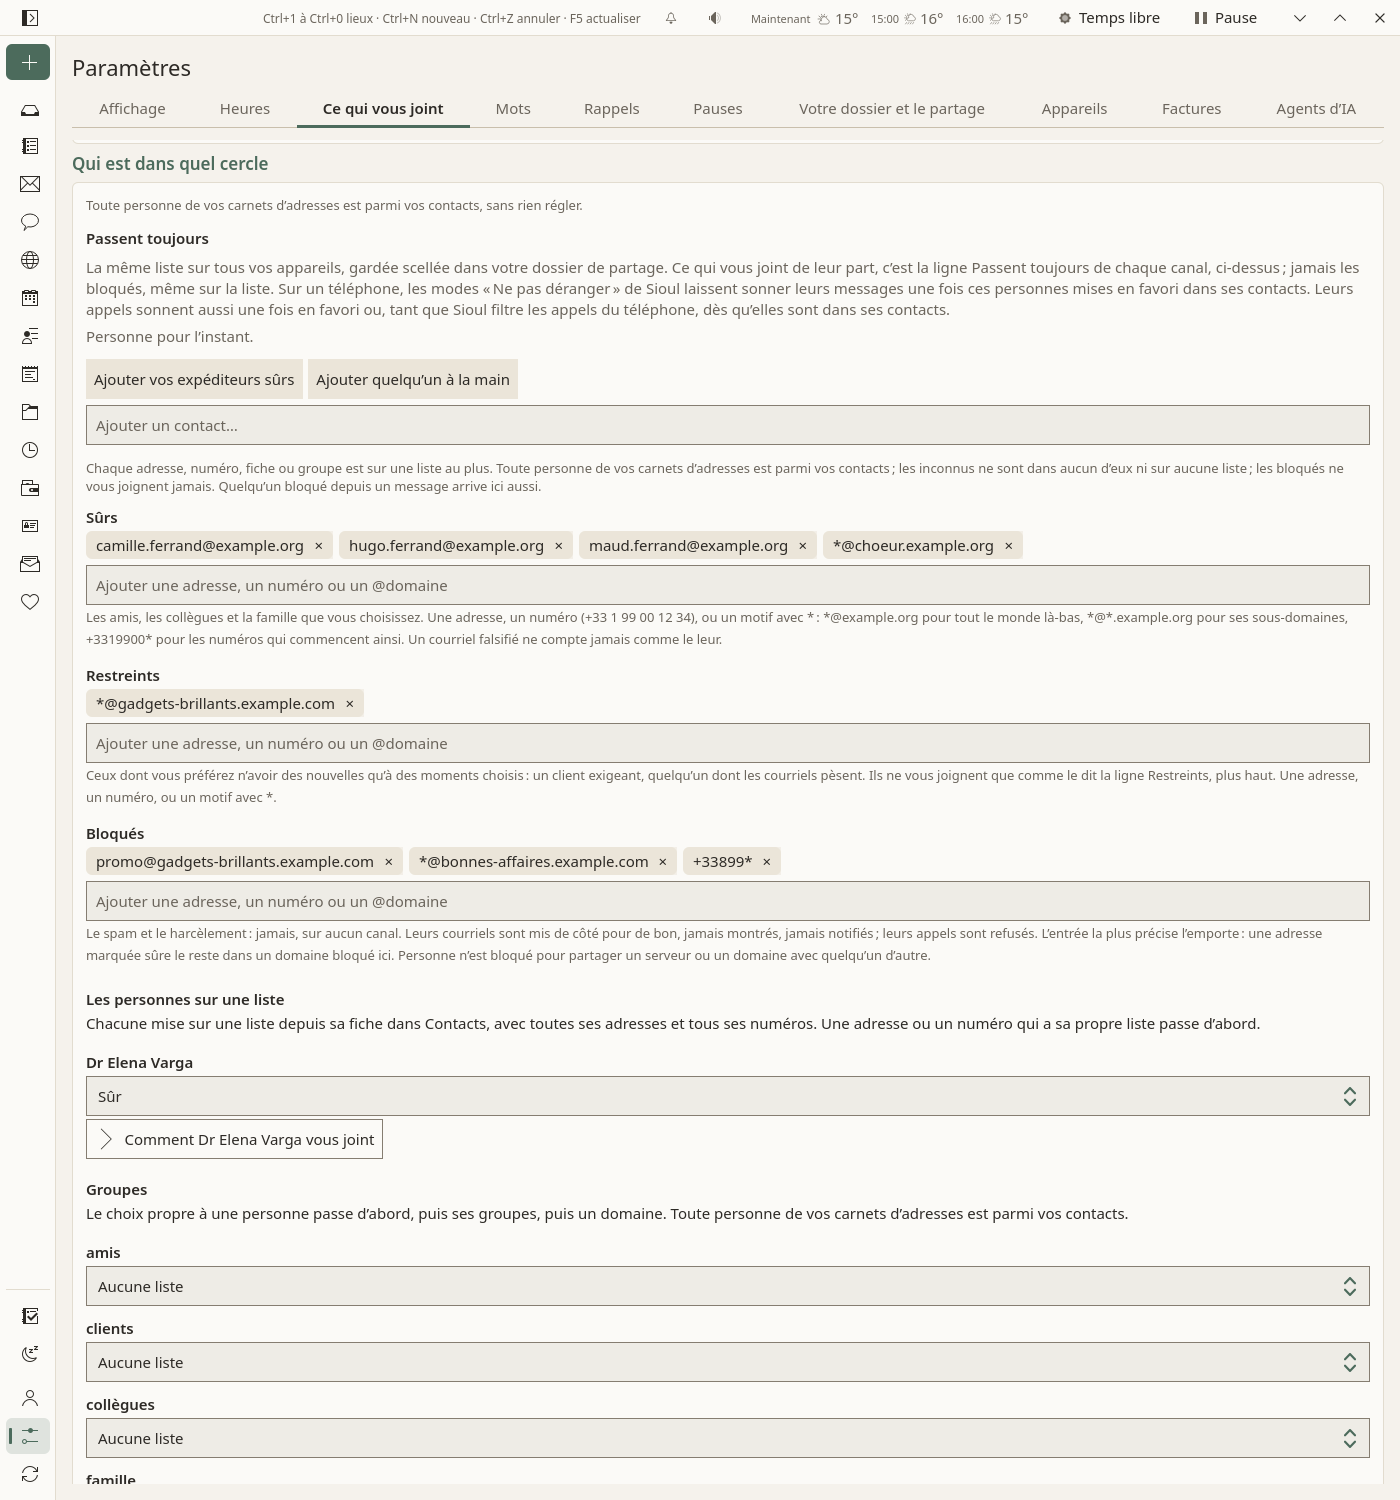 Ctrl+1 à Ctrl+0 lieux · Ctrl+N nouveau · Ctrl+Z annuler · F5 actualiser
Maintenant 15° 15:00 16° 16:00 15°
Temps libre
Pause
Paramètres
Affichage
Heures
Ce qui vous joint
Mots
Rappels
Pauses
Votre dossier et le partage
Appareils
Factures
Agents d’IA
Qui est dans quel cercle
Toute personne de vos carnets d’adresses est parmi vos contacts, sans rien régler.
Passent toujours
La même liste sur tous vos appareils, gardée scellée dans votre dossier de partage. Ce qui vous joint de leur part, c’est la ligne Passent toujours de chaque canal, ci-dessus ; jamais les
bloqués, même sur la liste. Sur un téléphone, les modes « Ne pas déranger » de Sioul laissent sonner leurs messages une fois ces personnes mises en favori dans ses contacts. Leurs
appels sonnent aussi une fois en favori ou, tant que Sioul filtre les appels du téléphone, dès qu’elles sont dans ses contacts.
Personne pour l’instant.
Ajouter vos expéditeurs sûrs
Ajouter quelqu’un à la main
Ajouter un contact…
Chaque adresse, numéro, fiche ou groupe est sur une liste au plus. Toute personne de vos carnets d’adresses est parmi vos contacts ; les inconnus ne sont dans aucun d’eux ni sur aucune liste ; les bloqués ne
vous joignent jamais. Quelqu’un bloqué depuis un message arrive ici aussi.
Sûrs
camille.ferrand@example.org × hugo.ferrand@example.org × maud.ferrand@example.org × *@choeur.example.org ×
Ajouter une adresse, un numéro ou un @domaine
Les amis, les collègues et la famille que vous choisissez. Une adresse, un numéro (+33 1 99 00 12 34), ou un motif avec * : *@example.org pour tout le monde là-bas, *@*.example.org pour ses sous-domaines,
+3319900* pour les numéros qui commencent ainsi. Un courriel falsifié ne compte jamais comme le leur.
Restreints
*@gadgets-brillants.example.com ×
Ajouter une adresse, un numéro ou un @domaine
Ceux dont vous préférez n’avoir des nouvelles qu’à des moments choisis : un client exigeant, quelqu’un dont les courriels pèsent. Ils ne vous joignent que comme le dit la ligne Restreints, plus haut. Une adresse,
un numéro, ou un motif avec *.
Bloqués
promo@gadgets-brillants.example.com × *@bonnes-affaires.example.com × +33899* ×
Ajouter une adresse, un numéro ou un @domaine
Le spam et le harcèlement : jamais, sur aucun canal. Leurs courriels sont mis de côté pour de bon, jamais montrés, jamais notifiés ; leurs appels sont refusés. L’entrée la plus précise l’emporte : une adresse
marquée sûre le reste dans un domaine bloqué ici. Personne n’est bloqué pour partager un serveur ou un domaine avec quelqu’un d’autre.
Les personnes sur une liste
Chacune mise sur une liste depuis sa fiche dans Contacts, avec toutes ses adresses et tous ses numéros. Une adresse ou un numéro qui a sa propre liste passe d’abord.
Dr Elena Varga
Sûr
Comment Dr Elena Varga vous joint
Groupes
Le choix propre à une personne passe d’abord, puis ses groupes, puis un domaine. Toute personne de vos carnets d’adresses est parmi vos contacts.
amis
Aucune liste
clients
Aucune liste
collègues
Aucune liste
famille